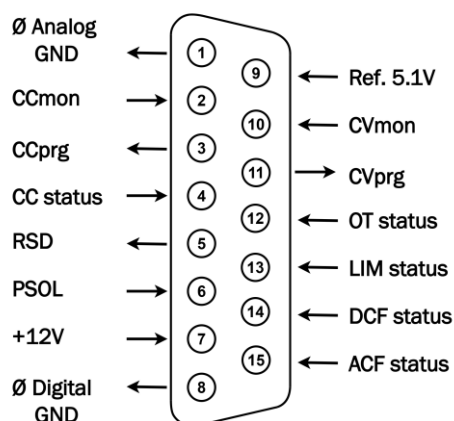 Ø Analog
GND
CCmon
CCprg
CC status
RSD
PSOL
+12V
Ø Digital
GND
1
2
3
4
5
6
7
8
9
10
11
12
13
14
15
Ref. 5.1V
CVmon
CVprg
OT status
LIM status
DCF status
ACF status